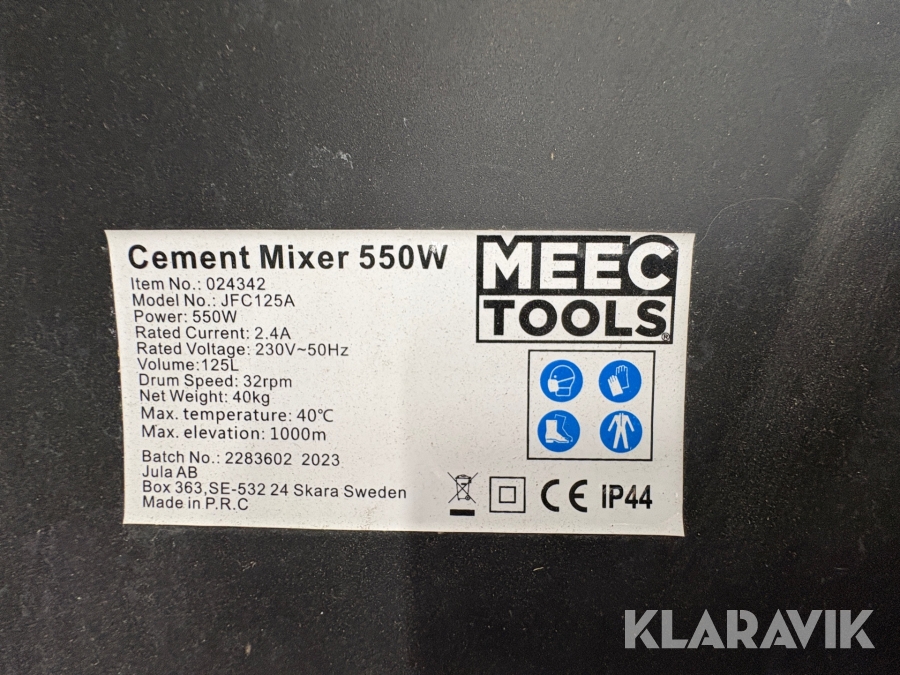 Cement Mixer 550W
Item No.: 024342
Model No.: JFC125A
Power: 550W
Rated Current: 2.4A
Rated Voltage: 230V~50Hz
Volume:125L
Drum Speed: 32rpm
Net Weight: 40kg
Max. temperature: 40℃
Max. elevation: 1000m
Batch No.: 2283602 2023
Jula AB
Box 363,SE-532 24 Skara Sweden
Made in P.R.C
MEEC
TOOLS®
CE IP44
KLARAVIK